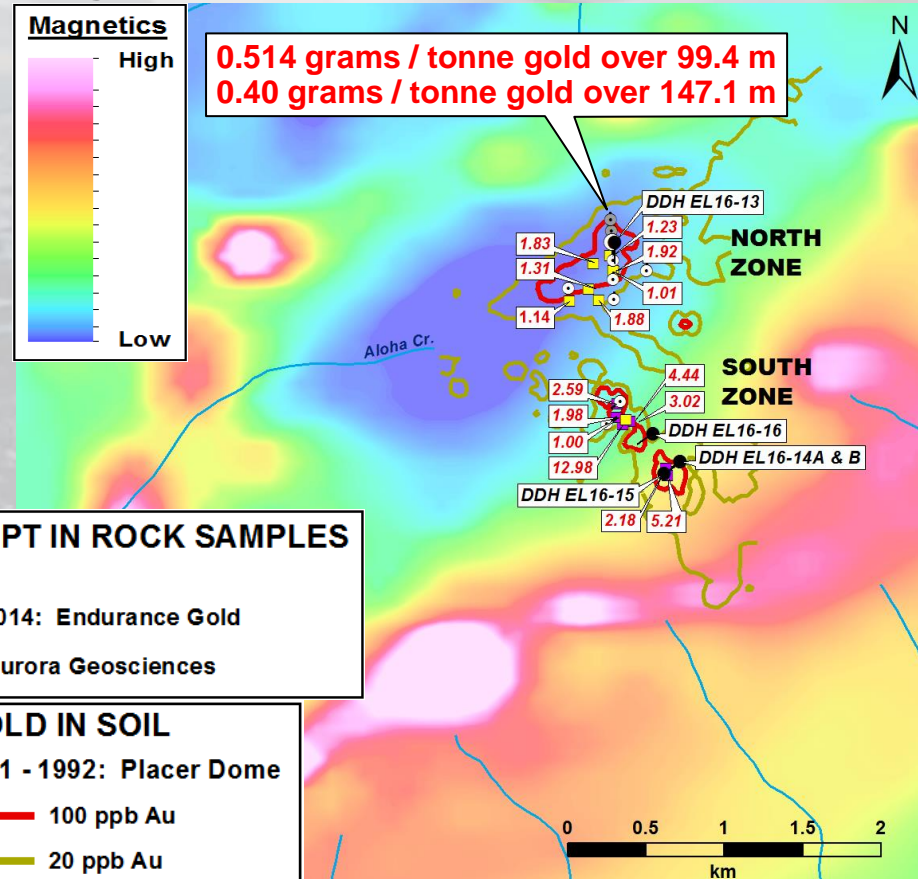 Magnetics
High
Low
0.514 grams / tonne gold over 99.4 m
0.40 grams / tonne gold over 147.1 m
N
DDH EL16-13
1.23
1.83
1.92
NORTH
ZONE
1.31
1.01
1.14
1.88
Aloha Cr.
SOUTH
ZONE
4.44
2.59
3.02
1.98
DDH EL16-16
1.00
12.98
DDH EL16-14A & B
DDH EL16-15
2.18
5.21
PT IN ROCK SAMPLES
014: Endurance Gold
urora Geosciences
OLD IN SOIL
1 - 1992: Placer Dome
100 ppb Au
20 ppb Au
0 0.5 1 1.5 2
km